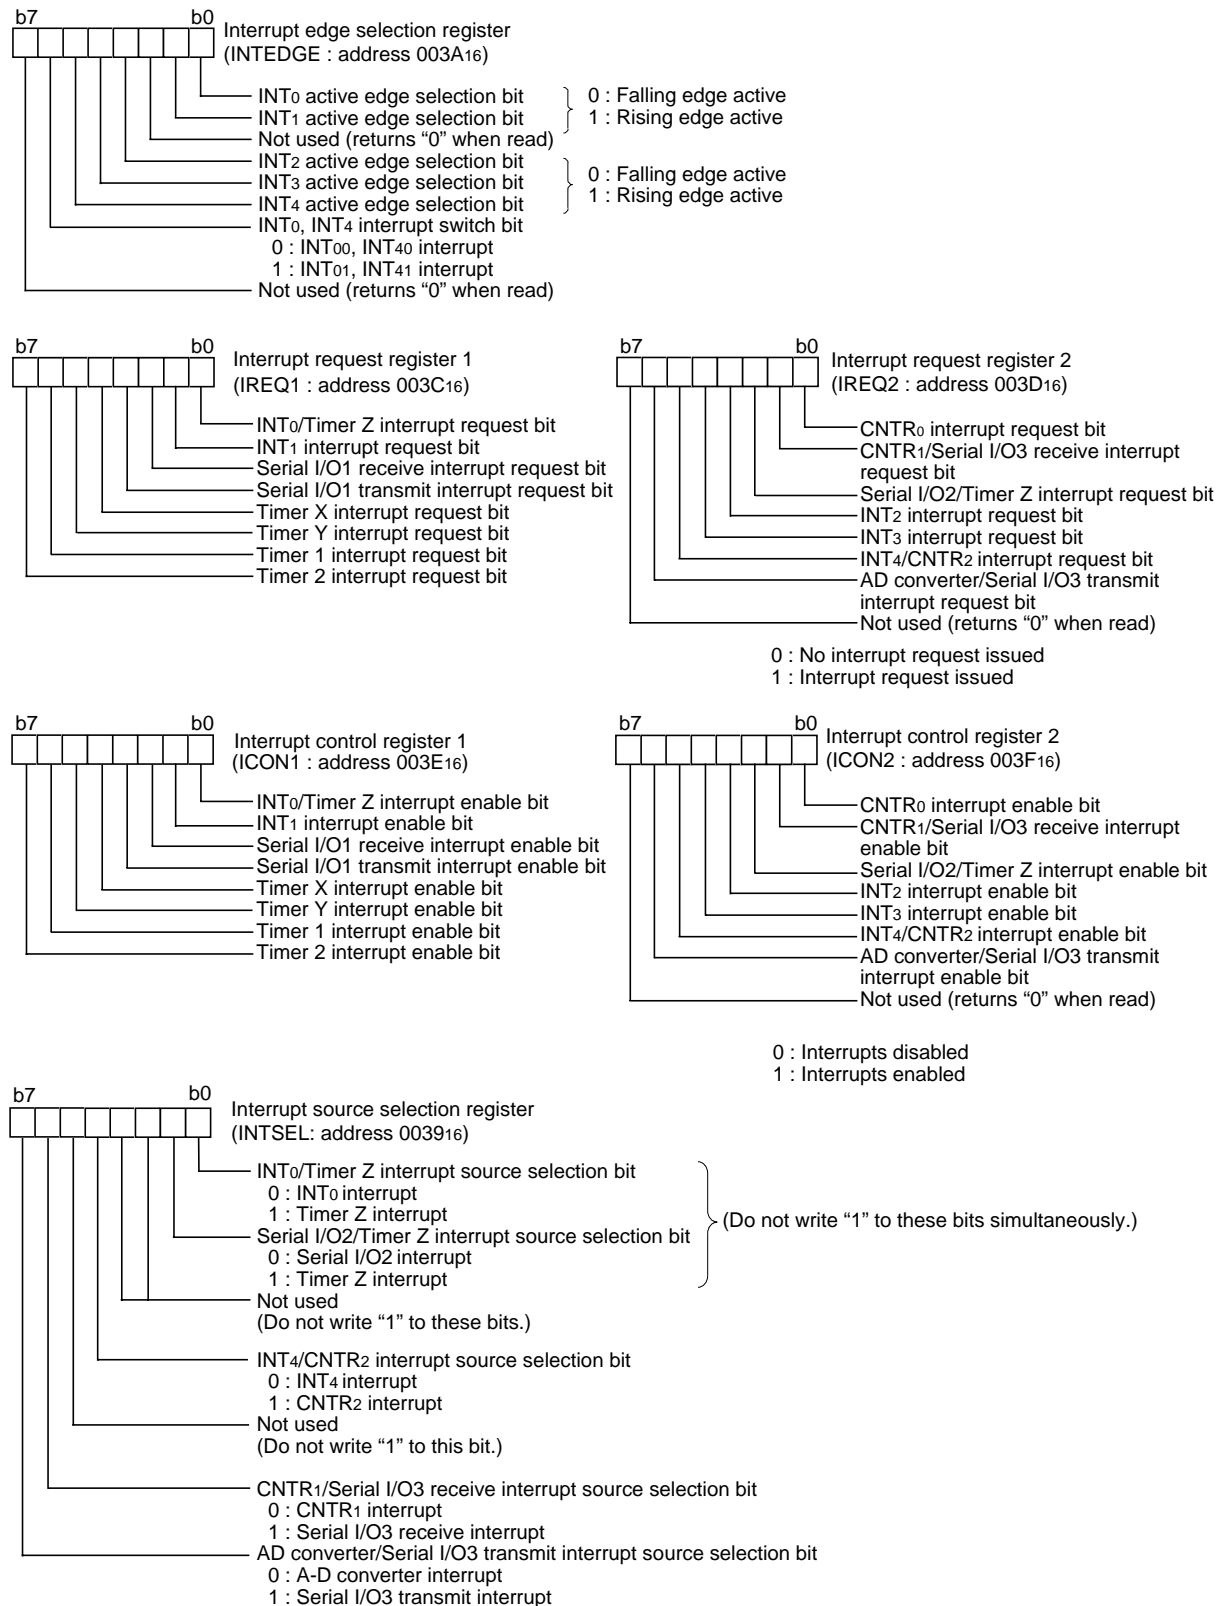 b7 b0
Interrupt edge selection register
(INTEDGE : address 003A16)
INT0 active edge selection bit
INT1 active edge selection bit
0 : Falling edge active
1 : Rising edge active
Not used (returns “0” when read)
INT2 active edge selection bit
INT3 active edge selection bit
INT4 active edge selection bit
0 : Falling edge active
1 : Rising edge active
INT0, INT4 interrupt switch bit
0 : INT00, INT40 interrupt
1 : INT01, INT41 interrupt
Not used (returns “0” when read)
b7 b0
Interrupt request register 1
(IREQ1 : address 003C16)
INT0/Timer Z interrupt request bit
INT1 interrupt request bit
Serial I/O1 receive interrupt request bit
Serial I/O1 transmit interrupt request bit
Timer X interrupt request bit
Timer Y interrupt request bit
Timer 1 interrupt request bit
Timer 2 interrupt request bit
b7 b0
Interrupt request register 2
(IREQ2 : address 003D16)
CNTR0 interrupt request bit
CNTR1/Serial I/O3 receive interrupt
request bit
Serial I/O2/Timer Z interrupt request bit
INT2 interrupt request bit
INT3 interrupt request bit
INT4/CNTR2 interrupt request bit
AD converter/Serial I/O3 transmit
interrupt request bit
Not used (returns “0” when read)
0 : No interrupt request issued
1 : Interrupt request issued
b7 b0
Interrupt control register 1
(ICON1 : address 003E16)
INT0/Timer Z interrupt enable bit
INT1 interrupt enable bit
Serial I/O1 receive interrupt enable bit
Serial I/O1 transmit interrupt enable bit
Timer X interrupt enable bit
Timer Y interrupt enable bit
Timer 1 interrupt enable bit
Timer 2 interrupt enable bit
b7 b0
Interrupt control register 2
(ICON2 : address 003F16)
CNTR0 interrupt enable bit
CNTR1/Serial I/O3 receive interrupt
enable bit
Serial I/O2/Timer Z interrupt enable bit
INT2 interrupt enable bit
INT3 interrupt enable bit
INT4/CNTR2 interrupt enable bit
AD converter/Serial I/O3 transmit
interrupt enable bit
Not used (returns “0” when read)
0 : Interrupts disabled
1 : Interrupts enabled
b7 b0
Interrupt source selection register
(INTSEL: address 003916)
INT0/Timer Z interrupt source selection bit
0 : INT0 interrupt
1 : Timer Z interrupt
Serial I/O2/Timer Z interrupt source selection bit
0 : Serial I/O2 interrupt
1 : Timer Z interrupt
(Do not write “1” to these bits simultaneously.)
Not used
(Do not write “1” to these bits.)
INT4/CNTR2 interrupt source selection bit
0 : INT4 interrupt
1 : CNTR2 interrupt
Not used
(Do not write “1” to this bit.)
CNTR1/Serial I/O3 receive interrupt source selection bit
0 : CNTR1 interrupt
1 : Serial I/O3 receive interrupt
AD converter/Serial I/O3 transmit interrupt source selection bit
0 : A-D converter interrupt
1 : Serial I/O3 transmit interrupt